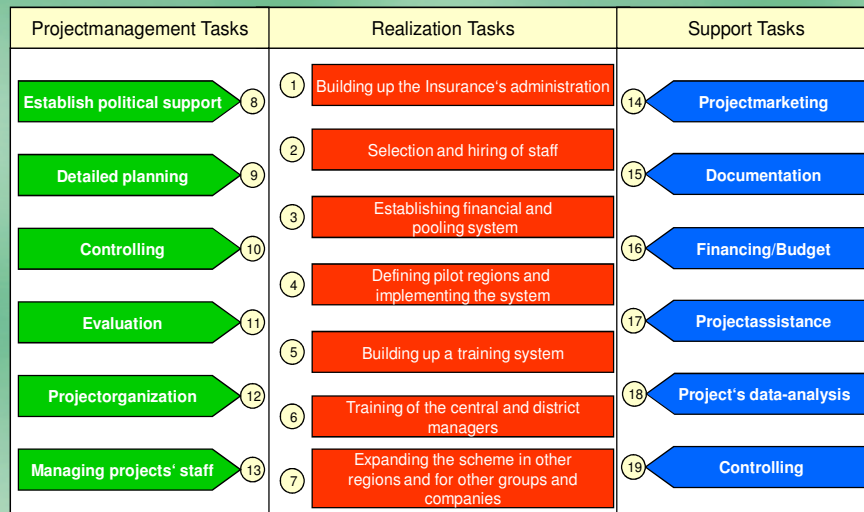 Projectmanagement Tasks
Establish political support 8
Detailed planning 9
Controlling 10
Evaluation 11
Projectorganization 12
Managing projects‘ staff 13
Realization Tasks
1 Building up the Insurance‘s administration
2 Selection and hiring of staff
3 Establishing financial and
pooling system
4 Defining pilot regions and
implementing the system
5 Building up a training system
6 Training of the central and district
managers
7 Expanding the scheme in other
regions and for other groups and
companies
Support Tasks
14 Projectmarketing
15 Documentation
16 Financing/Budget
17 Projectassistance
18 Project‘s data-analysis
19 Controlling